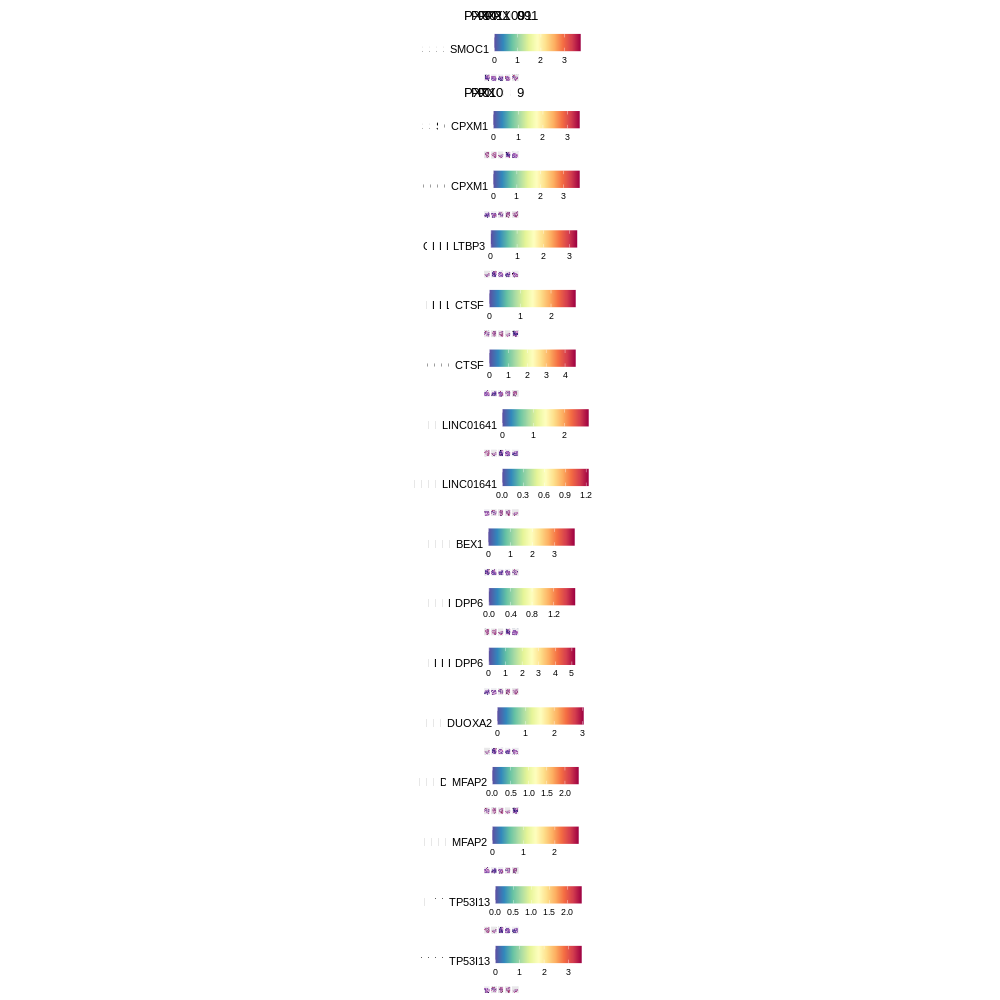 SMOC1
0 1 2 3
CPXM1
0 1 2 3
CPXM1
0 1 2 3
LTBP3
0 1 2 3
CTSF
0 1 2
CTSF
0 1 2 3 4
LINC01641
0 1 2
LINC01641
0.0 0.3 0.6 0.9 1.2
BEX1
0 1 2 3
DPP6
0.0 0.4 0.8 1.2
DPP6
0 1 2 3 4 5
DUOXA2
0 1 2 3
MFAP2
0.0 0.5 1.0 1.5 2.0
MFAP2
0 1 2
TP53I13
0.0 0.5 1.0 1.5 2.0
TP53I13
0 1 2 3